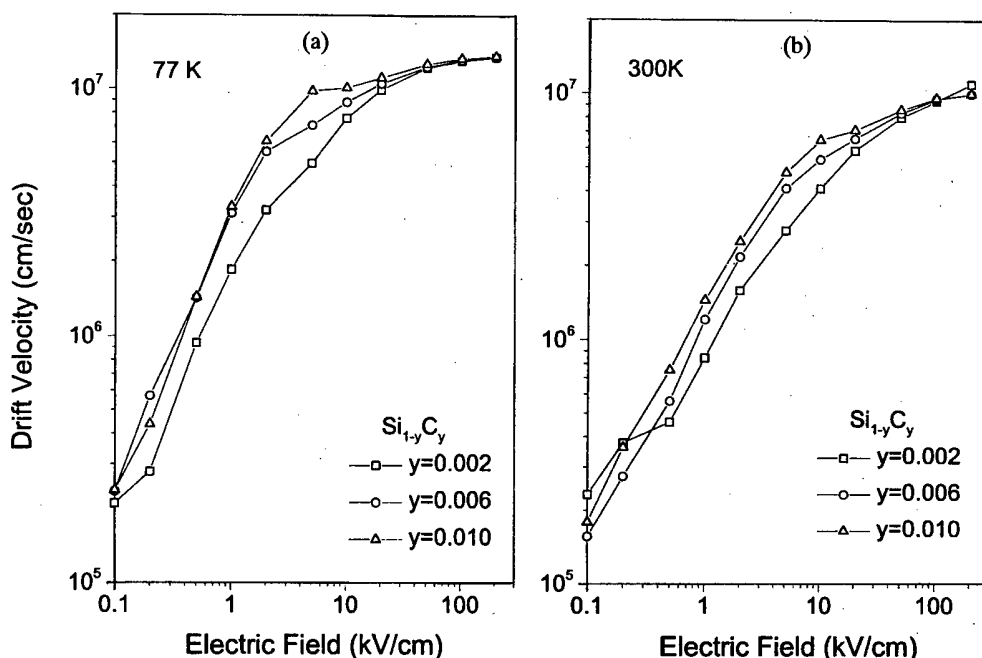 (a)
77 K
10⁷
10⁶
10⁵
Drift Velocity (cm/sec)
Si₁₋yCy
y=0.002
y=0.006
y=0.010
0.1 1 10 100
Electric Field (kV/cm)
(b)
300K
10⁷
10⁶
10⁵
Si₁₋yCy
y=0.002
y=0.006
y=0.010
0.1 1 10 100
Electric Field (kV/cm)